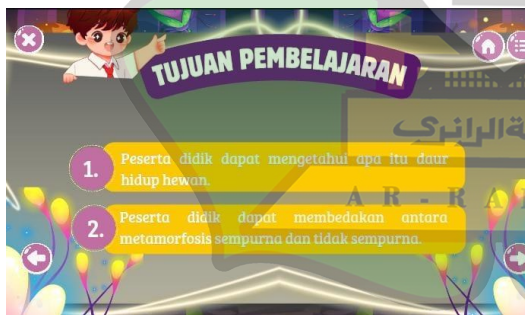 TUJUAN PEMBELAJARAN
1.
Peserta didik dapat mengetahui apa itu daur
hidup hewan.
2.
Peserta didik dapat membedakan antara
metamorfosis sempurna dan tidak sempurna.
A R - R A